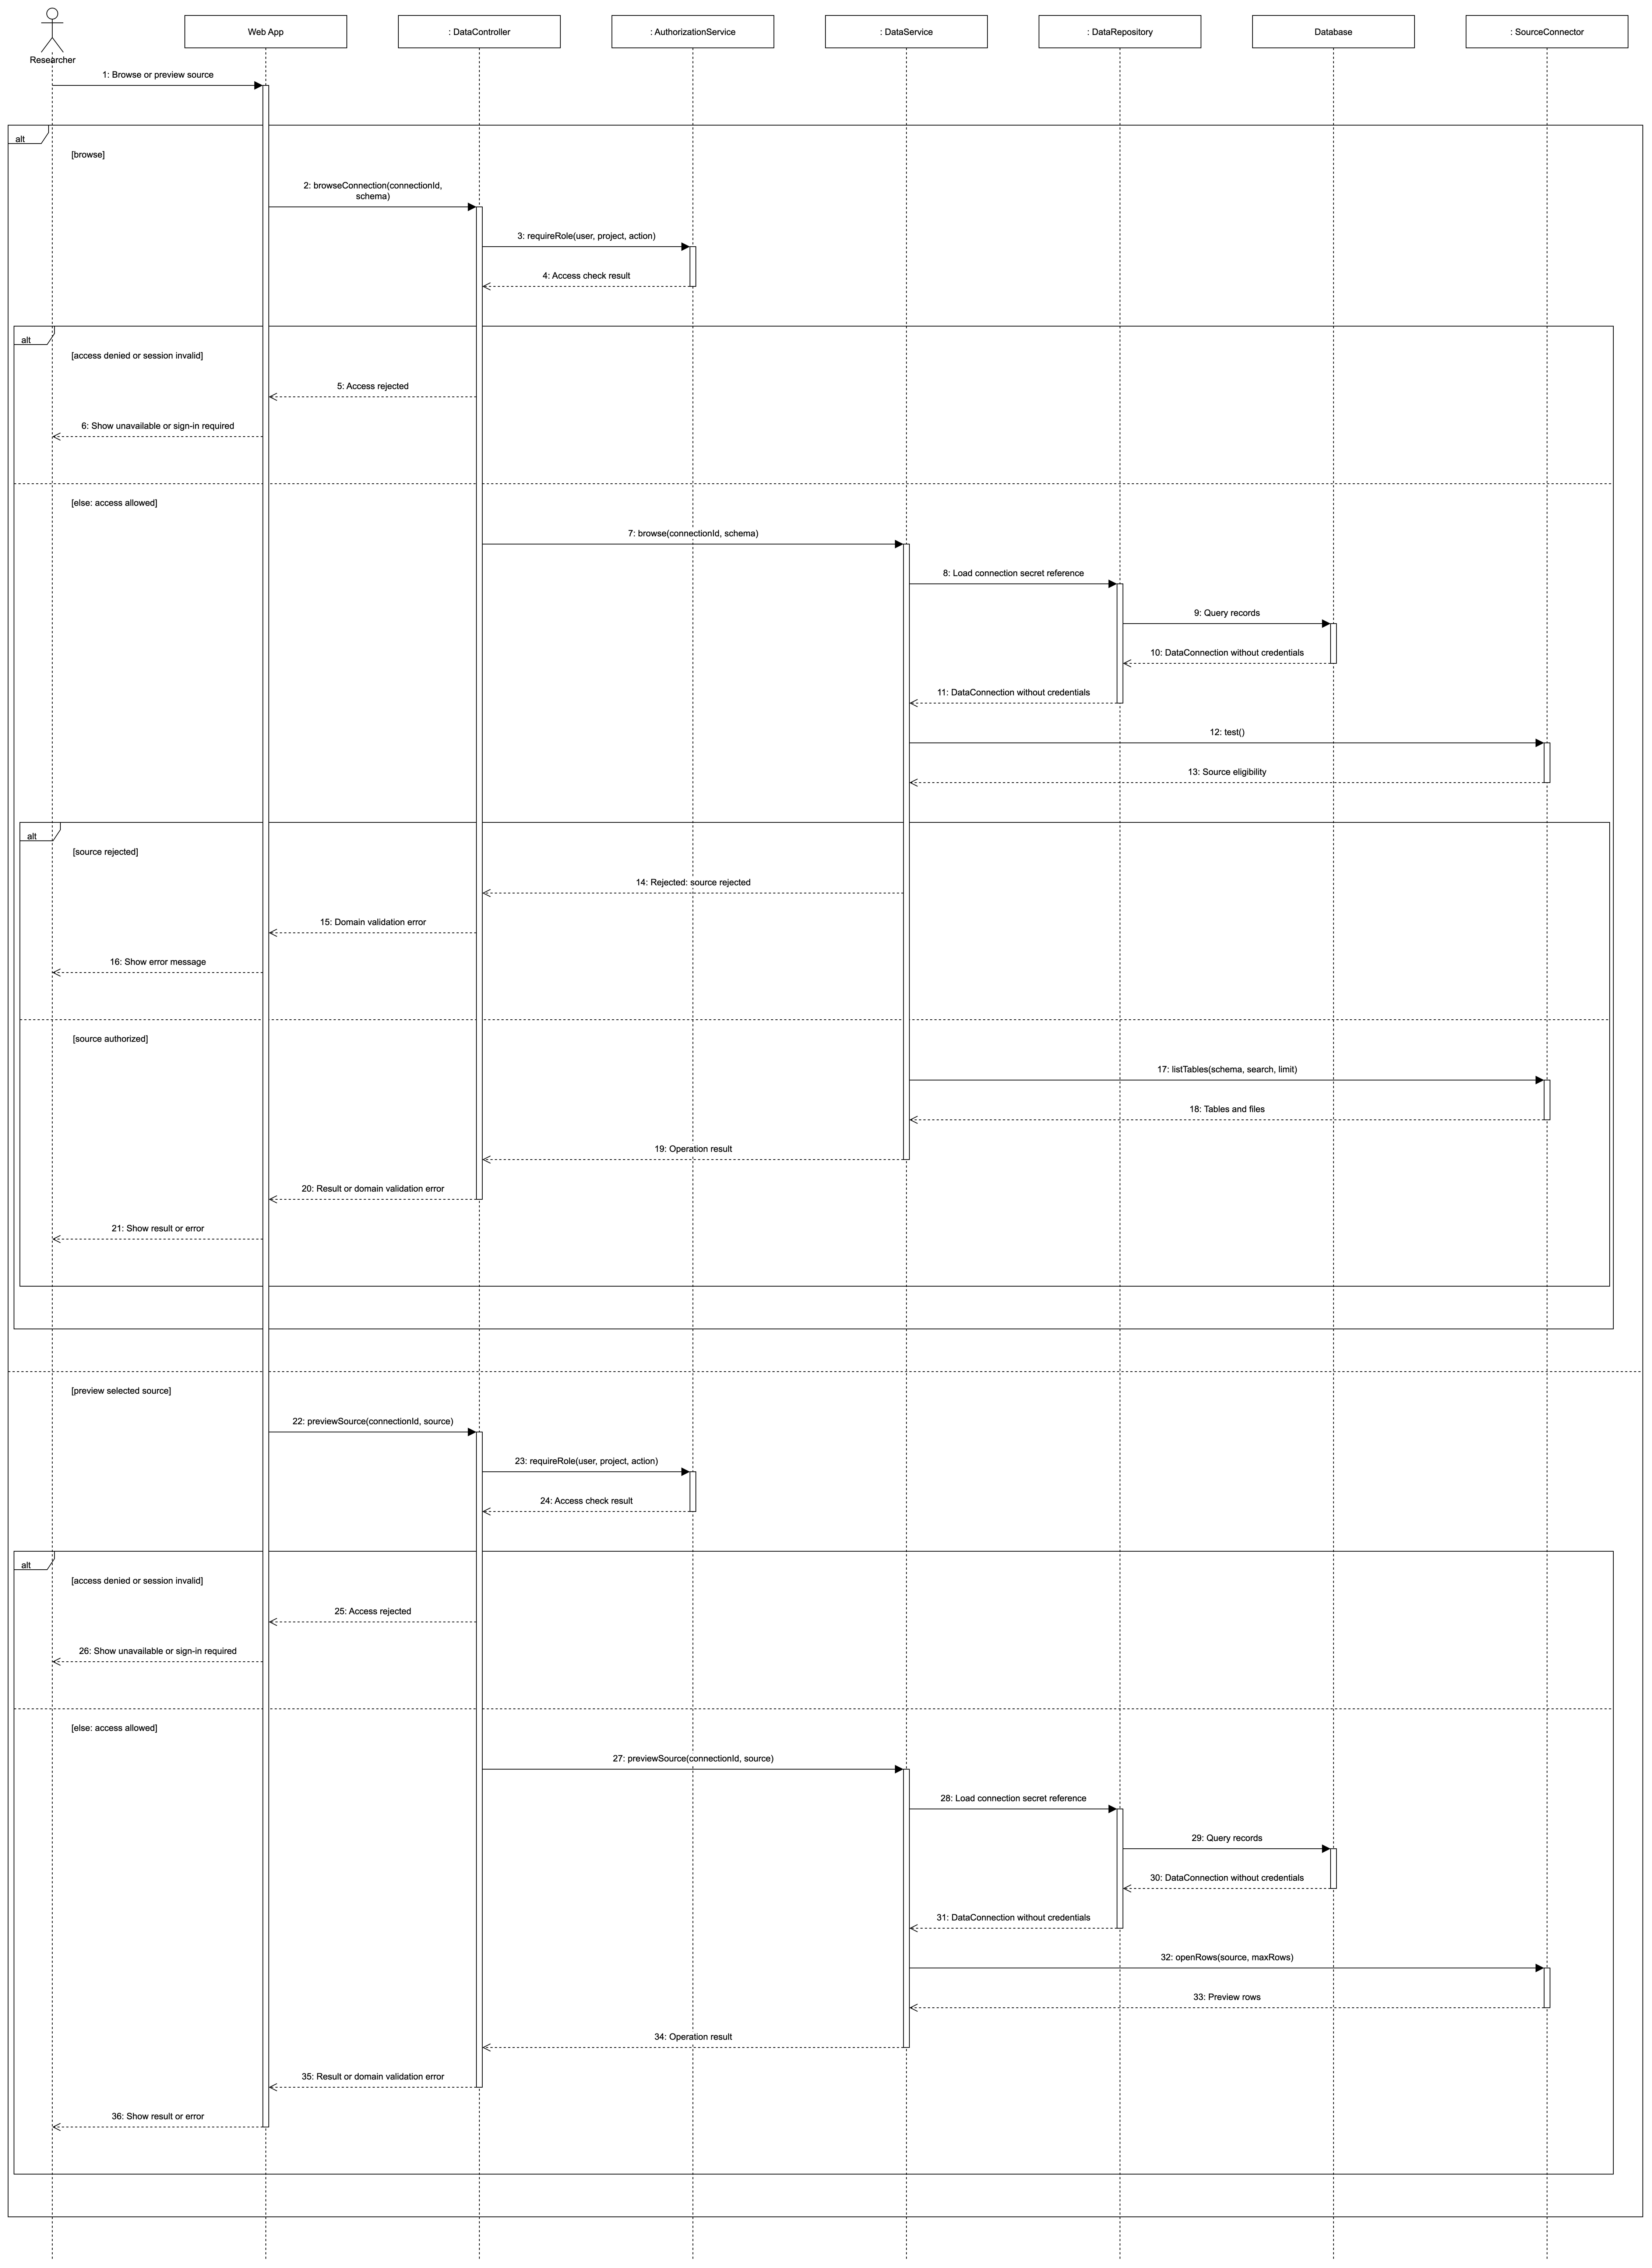 Researcher
Web App
: DataController
: AuthorizationService
: DataService
: DataRepository
Database
: SourceConnector
1: Browse or preview source
alt
[browse]
2: browseConnection(connectionId,
schema)
3: requireRole(user, project, action)
4: Access check result
alt
[access denied or session invalid]
5: Access rejected
6: Show unavailable or sign-in required
[else: access allowed]
7: browse(connectionId, schema)
8: Load connection secret reference
9: Query records
10: DataConnection without credentials
11: DataConnection without credentials
12: test()
13: Source eligibility
alt
[source rejected]
14: Rejected: source rejected
15: Domain validation error
16: Show error message
[source authorized]
17: listTables(schema, search, limit)
18: Tables and files
19: Operation result
20: Result or domain validation error
21: Show result or error
[preview selected source]
22: previewSource(connectionId, source)
23: requireRole(user, project, action)
24: Access check result
alt
[access denied or session invalid]
25: Access rejected
26: Show unavailable or sign-in required
[else: access allowed]
27: previewSource(connectionId, source)
28: Load connection secret reference
29: Query records
30: DataConnection without credentials
31: DataConnection without credentials
32: openRows(source, maxRows)
33: Preview rows
34: Operation result
35: Result or domain validation error
36: Show result or error